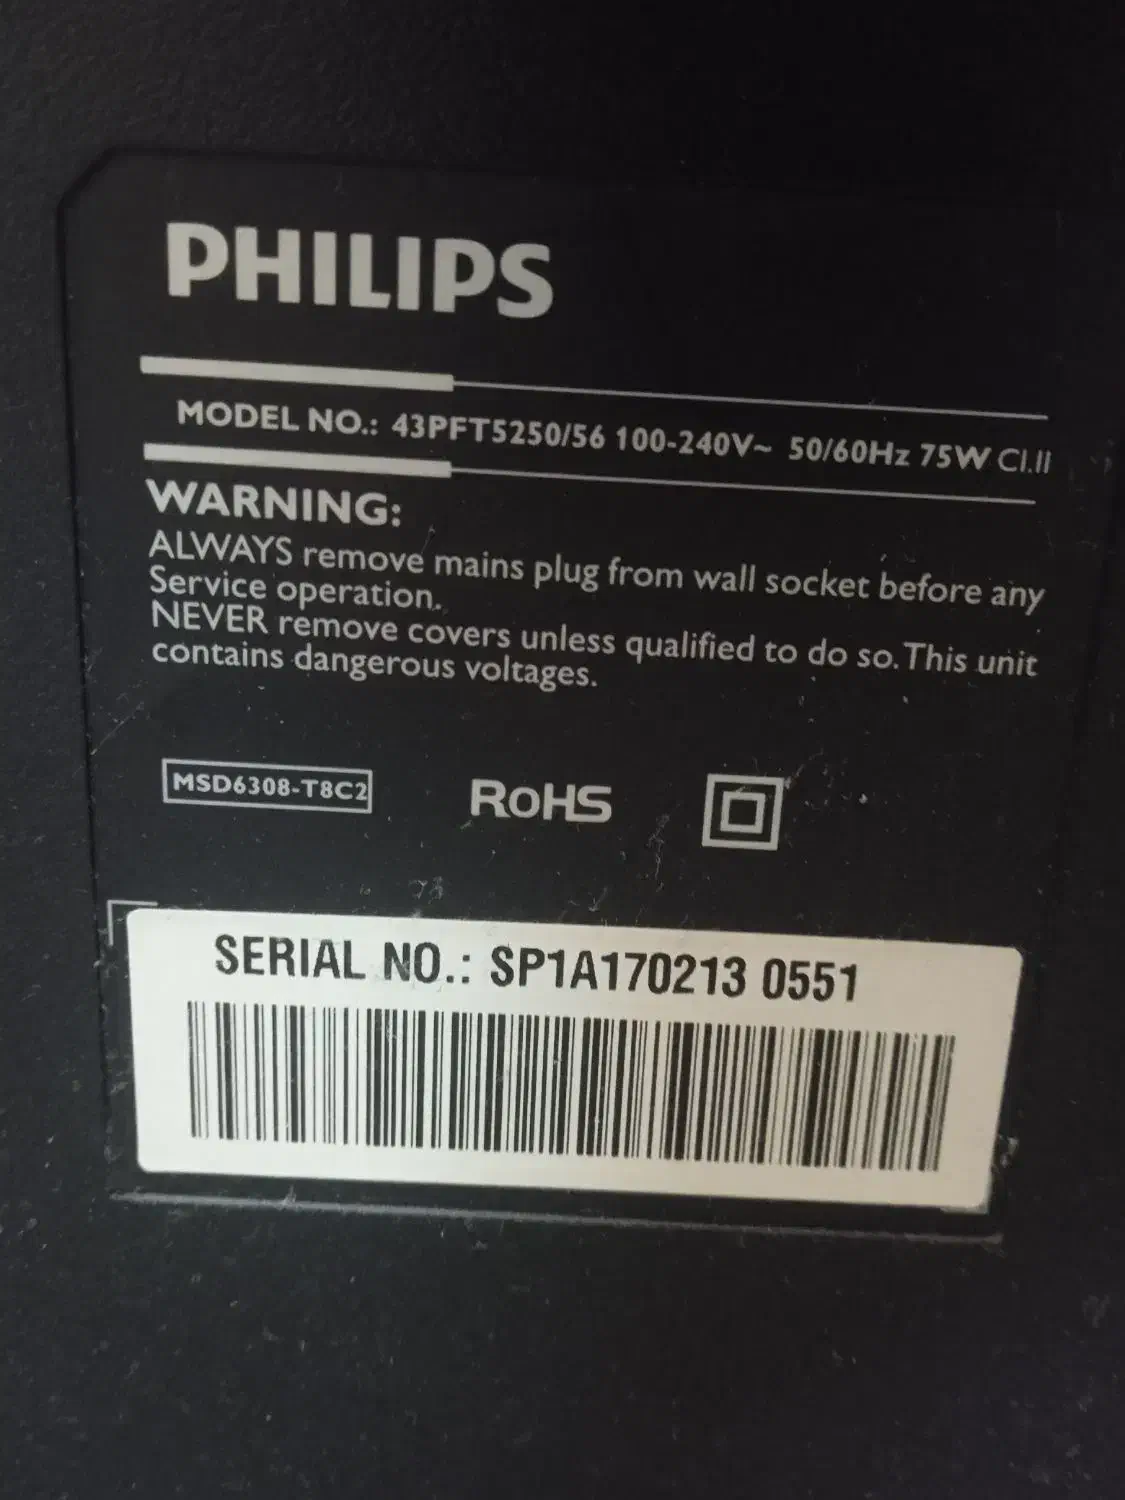 PHILIPS
MODEL NO.: 43PFT5250/56 100-240V~ 50/60Hz 75W Cl.II
WARNING:
ALWAYS remove mains plug from wall socket before any
Service operation.
NEVER remove covers unless qualified to do so. This unit
contains dangerous voltages.
MSD6308-T8C2
RoHS
SERIAL NO.: SP1A170213 0551